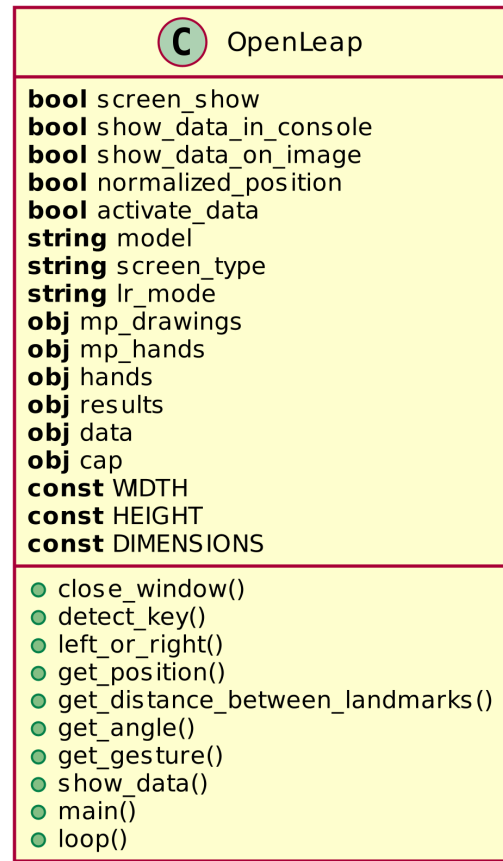 C OpenLeap
bool screen_show
bool show_data_in_console
bool show_data_on_image
bool normalized_position
bool activate_data
string model
string screen_type
string lr_mode
obj mp_drawings
obj mp_hands
obj hands
obj results
obj data
obj cap
const WIDTH
const HEIGHT
const DIMENSIONS
close_window()
detect_key()
left_or_right()
get_position()
get_distance_between_landmarks()
get_angle()
get_gesture()
show_data()
main()
loop()